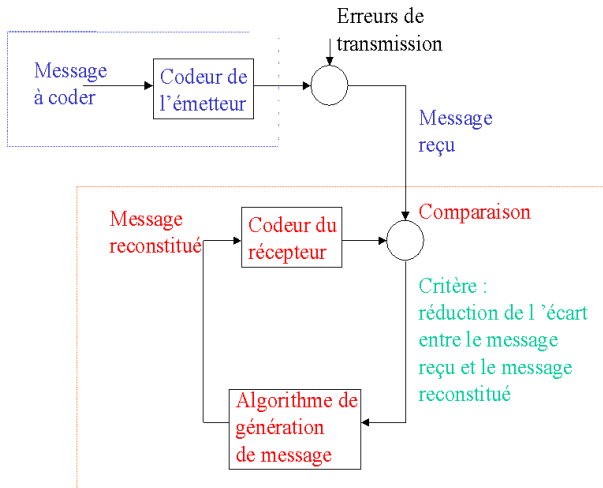 Erreurs de
transmission
Message
à coder
Codeur de
l’émetteur
Message
reçu
Message
reconstitué
Codeur du
récepteur
Comparaison
Critère :
réduction de l ’écart
entre le message
reçu et le message
reconstitué
Algorithme de
génération
de message